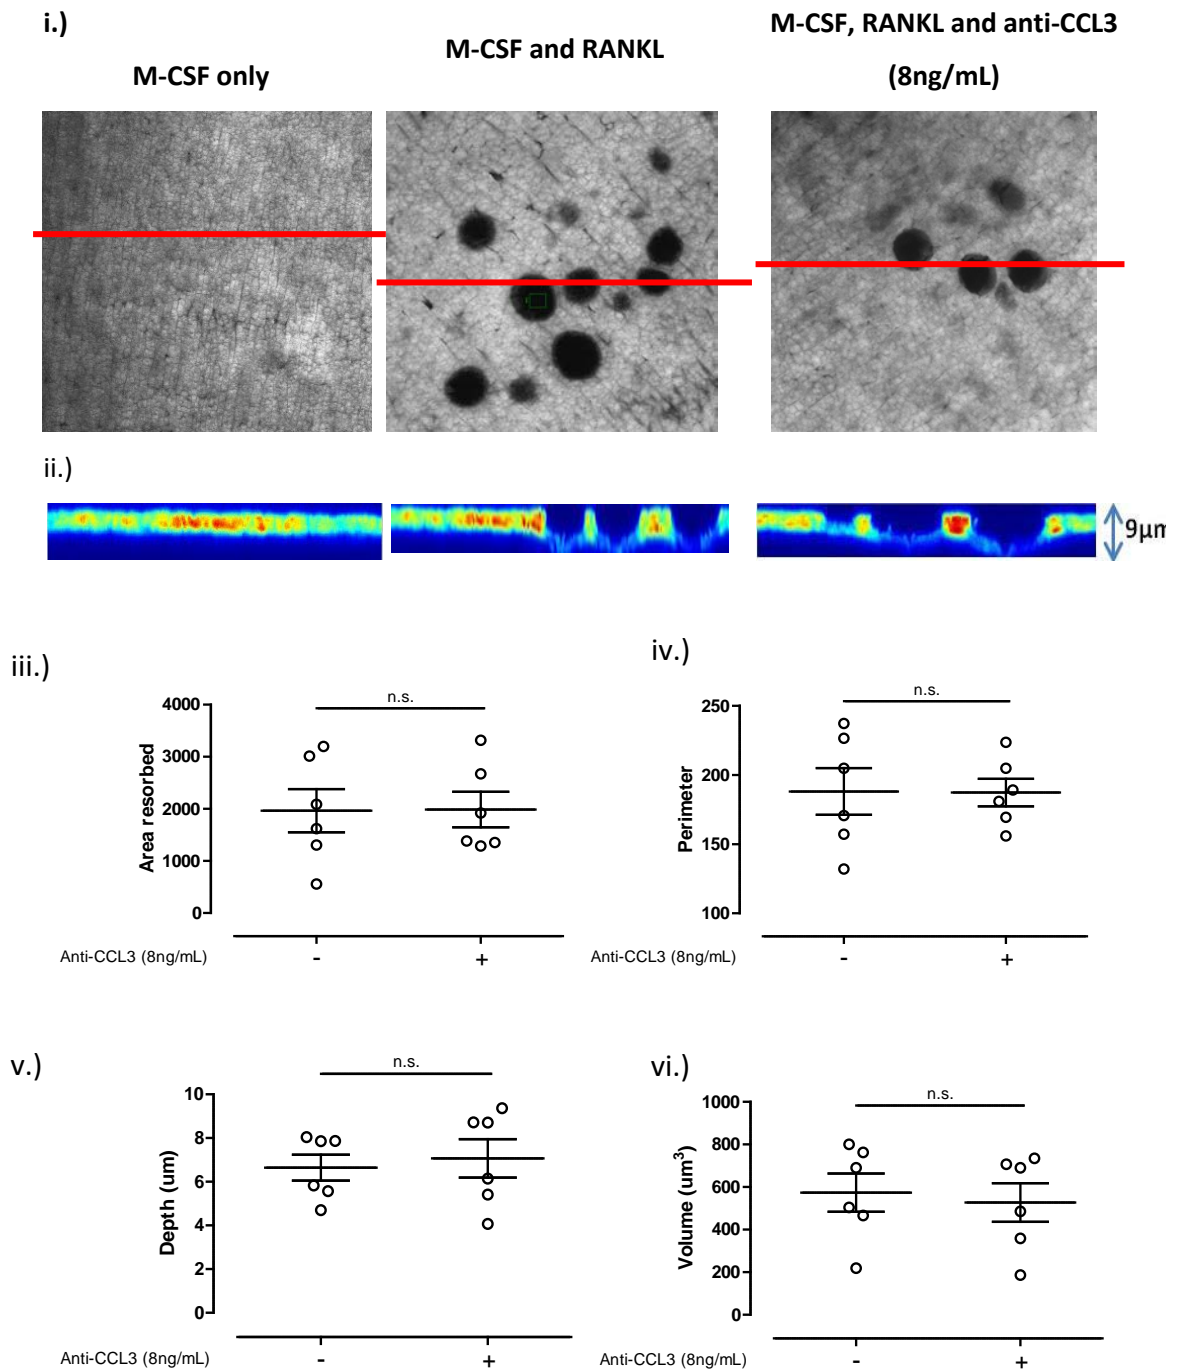 i.)
M-CSF only
M-CSF and RANKL
M-CSF, RANKL and anti-CCL3
(8ng/mL)
ii.)
9µm
iii.)
n.s.
4000
3000
2000
1000
0
Area resorbed
Anti-CCL3 (8ng/mL)
-
+
iv.)
n.s.
250
200
150
100
Perimeter
Anti-CCL3 (8ng/mL)
-
+
v.)
n.s.
10
8
6
4
2
0
Depth (um)
Anti-CCL3 (8ng/mL)
-
+
vi.)
n.s.
1000
800
600
400
200
0
Volume (um³)
Anti-CCL3 (8ng/mL)
-
+